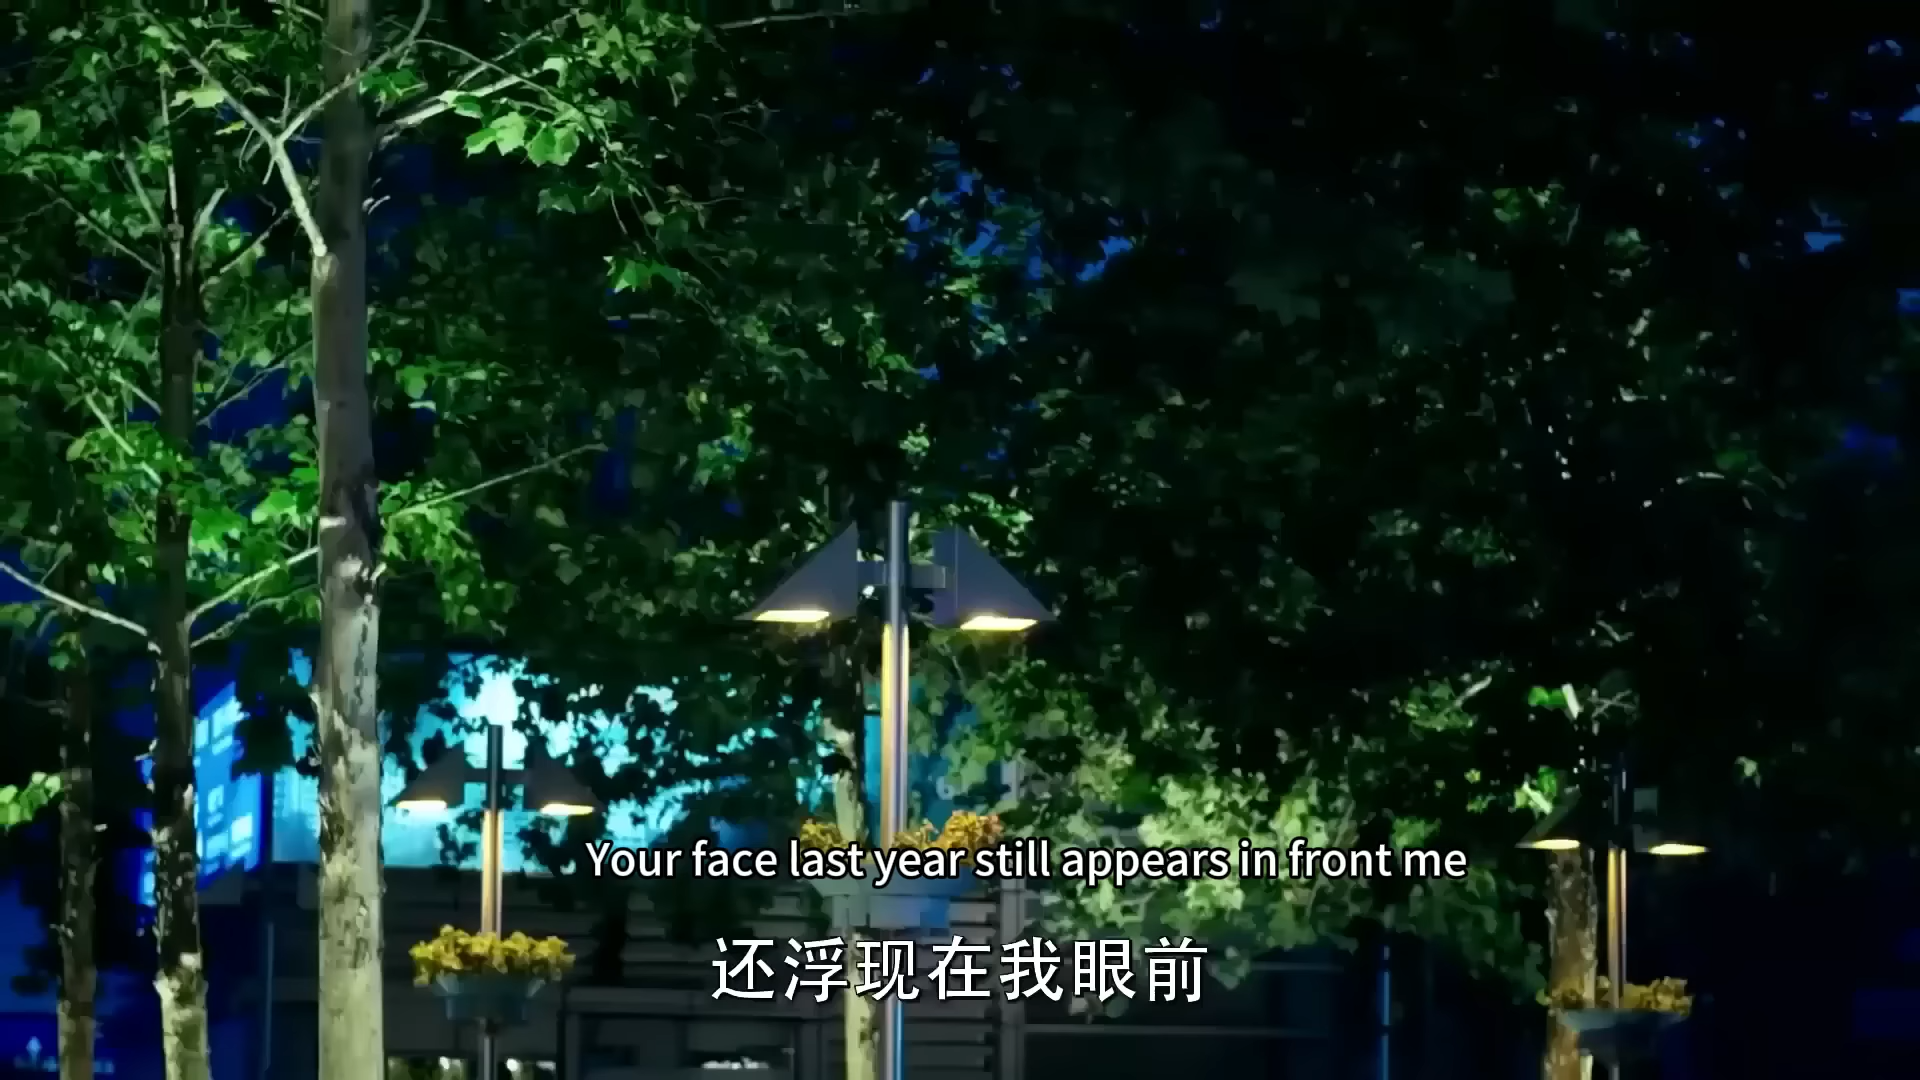 Your face last year still appears in front me
还浮现在我眼前